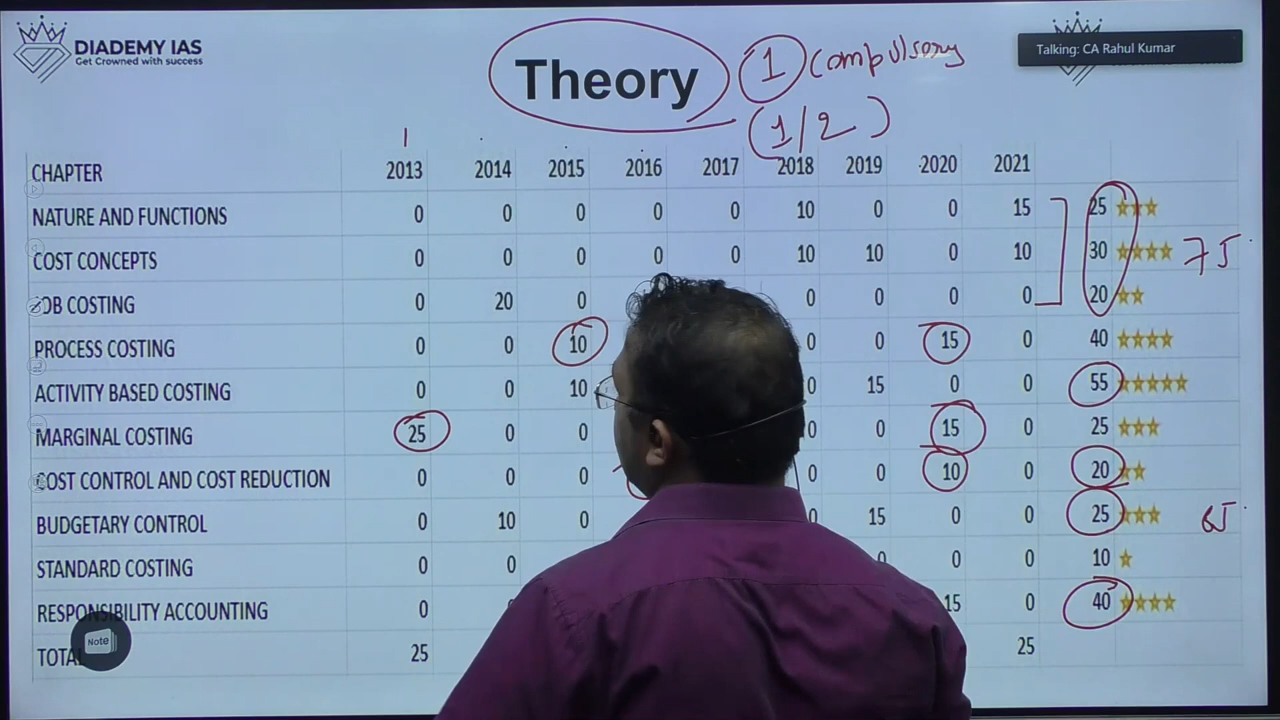 DIADEMY IAS
Get Crowned with success
Theory
1 compulsory
(1/2)
Talking: CA Rahul Kumar
CHAPTER 2013 2014 2015 2016 2017 2018 2019 2020 2021
NATURE AND FUNCTIONS 0 0 0 0 0 10 0 0 15 25
COST CONCEPTS 0 0 0 0 0 10 10 0 10 30 75
JOB COSTING 0 20 0 0 0 0 0 20
PROCESS COSTING 0 0 10 0 0 15 0 40
ACTIVITY BASED COSTING 0 0 10 0 15 0 0 55
MARGINAL COSTING 25 0 0 0 0 15 0 25
COST CONTROL AND COST REDUCTION 0 0 0 0 0 10 0 20
BUDGETARY CONTROL 0 10 0 0 15 0 0 25 65
STANDARD COSTING 0 0 0 0 0 10
RESPONSIBILITY ACCOUNTING 0 15 0 40
Note
TOTAL 25 25